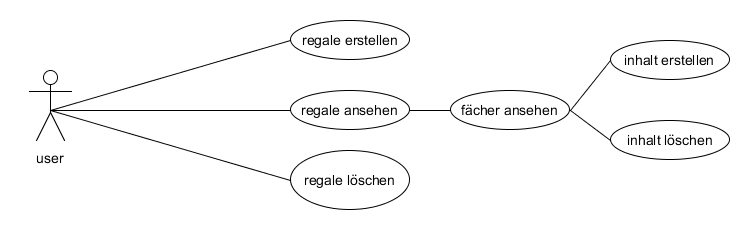 regale erstellen
inhalt erstellen
regale ansehen
fächer ansehen
inhalt löschen
user
regale löschen